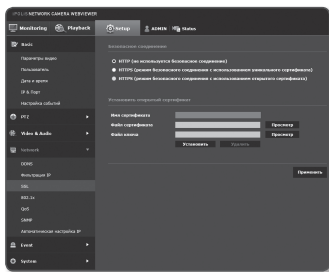 IPOLIS NETWORK CAMERA WEBVIEWER
Monitoring Playback Setup ADMIN Status
Basic
Параметры видео
Пользователь
Дата и время
IP & Порт
Настройка событий
PTZ
Video & Audio
Network
DDNS
Фильтрация IP
SSL
802.1x
QoS
SNMP
Автоматическая настройка IP
Event
System
Безопасное соединение
HTTP (не используется безопасное соединение)
HTTPS (режим безопасного соединения с использованием уникального сертификата)
HTTPS (режим безопасного соединения с использованием открытого сертификата)
Установить открытый сертификат
Имя сертификата
Файл сертификата Просмотр
Файл ключа Просмотр
Установить Удалить
Применить